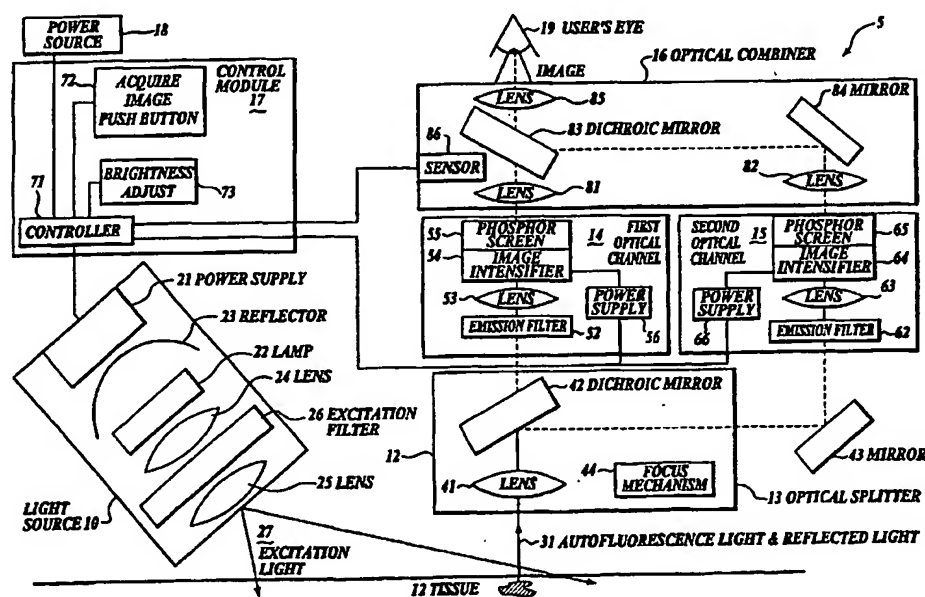 POWER SOURCE
18
19 USER'S EYE
5
16 OPTICAL COMBINER
IMAGE
72
ACQUIRE IMAGE PUSH BUTTON
CONTROL MODULE 17
LENS
85
84 MIRROR
83 DICHROIC MIRROR
86
SENSOR
LENS
81
82
LENS
71
BRIGHTNESS ADJUST
73
CONTROLLER
55
PHOSPHOR SCREEN
54
IMAGE INTENSIFIER
14
FIRST OPTICAL CHANNEL
53
LENS
POWER SUPPLY
EMISSION FILTER
52
56
SECOND OPTICAL CHANNEL
15
PHOSPHOR SCREEN
65
IMAGE INTENSIFIER
64
POWER SUPPLY
LENS
63
66
EMISSION FILTER
62
21 POWER SUPPLY
23 REFLECTOR
22 LAMP
24 LENS
26 EXCITATION FILTER
25 LENS
LIGHT SOURCE 10
27
EXCITATION LIGHT
42 DICHROIC MIRROR
12
41
LENS
44
FOCUS MECHANISM
43 MIRROR
13 OPTICAL SPLITTER
31 AUTOFLUORESCENCE LIGHT & REFLECTED LIGHT
12 TISSUE